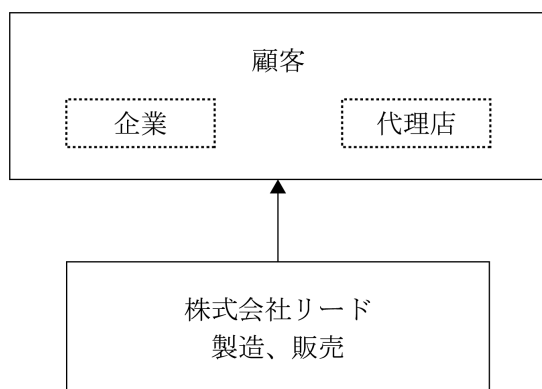 顧客
企業
代理店
株式会社リード
製造、販売